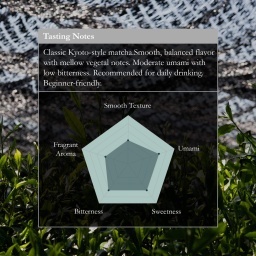 Tasting Notes
Classic Kyoto-style matcha.Smooth, balanced flavor
with mellow vegetal notes. Moderate umami with
low bitterness. Recommended for daily drinking.
Beginner-friendly.
Smooth Texture
Fragrant
Aroma
Umami
Bitterness
Sweetness